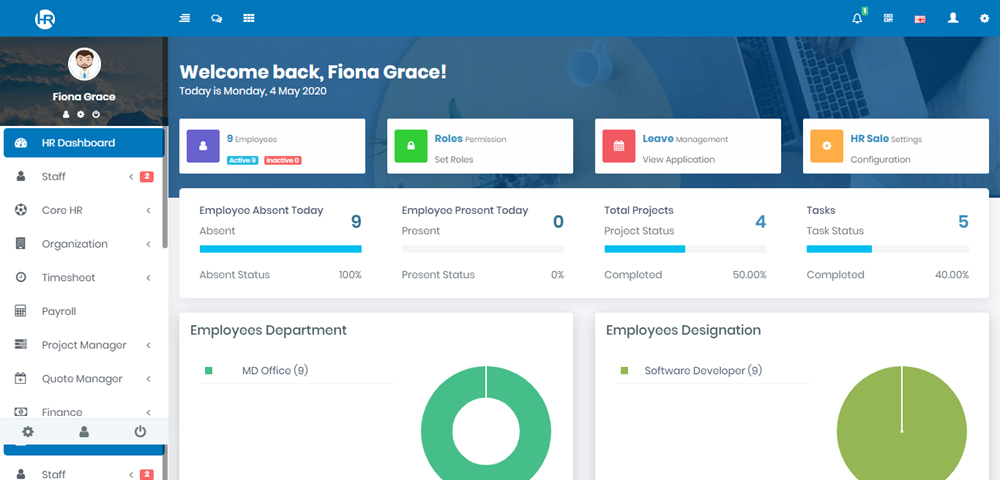 HR
1
Fiona Grace
HR Dashboard
Staff 2
Core HR
Organization
Timesheet
Payroll
Project Manager
Quote Manager
Finance
Staff 2
Welcome back, Fiona Grace!
Today is Monday, 4 May 2020
9 Employees
Active 9 Inactive 0
Roles Permission
Set Roles
Leave Management
View Application
HR Sale Settings
Configuration
Employee Absent Today 9
Absent
Absent Status 100%
Employee Present Today 0
Present
Present Status 0%
Total Projects 4
Project Status
Completed 50.00%
Tasks 5
Task Status
Completed 40.00%
Employees Department
MD Office (9)
Employees Designation
Software Developer (9)